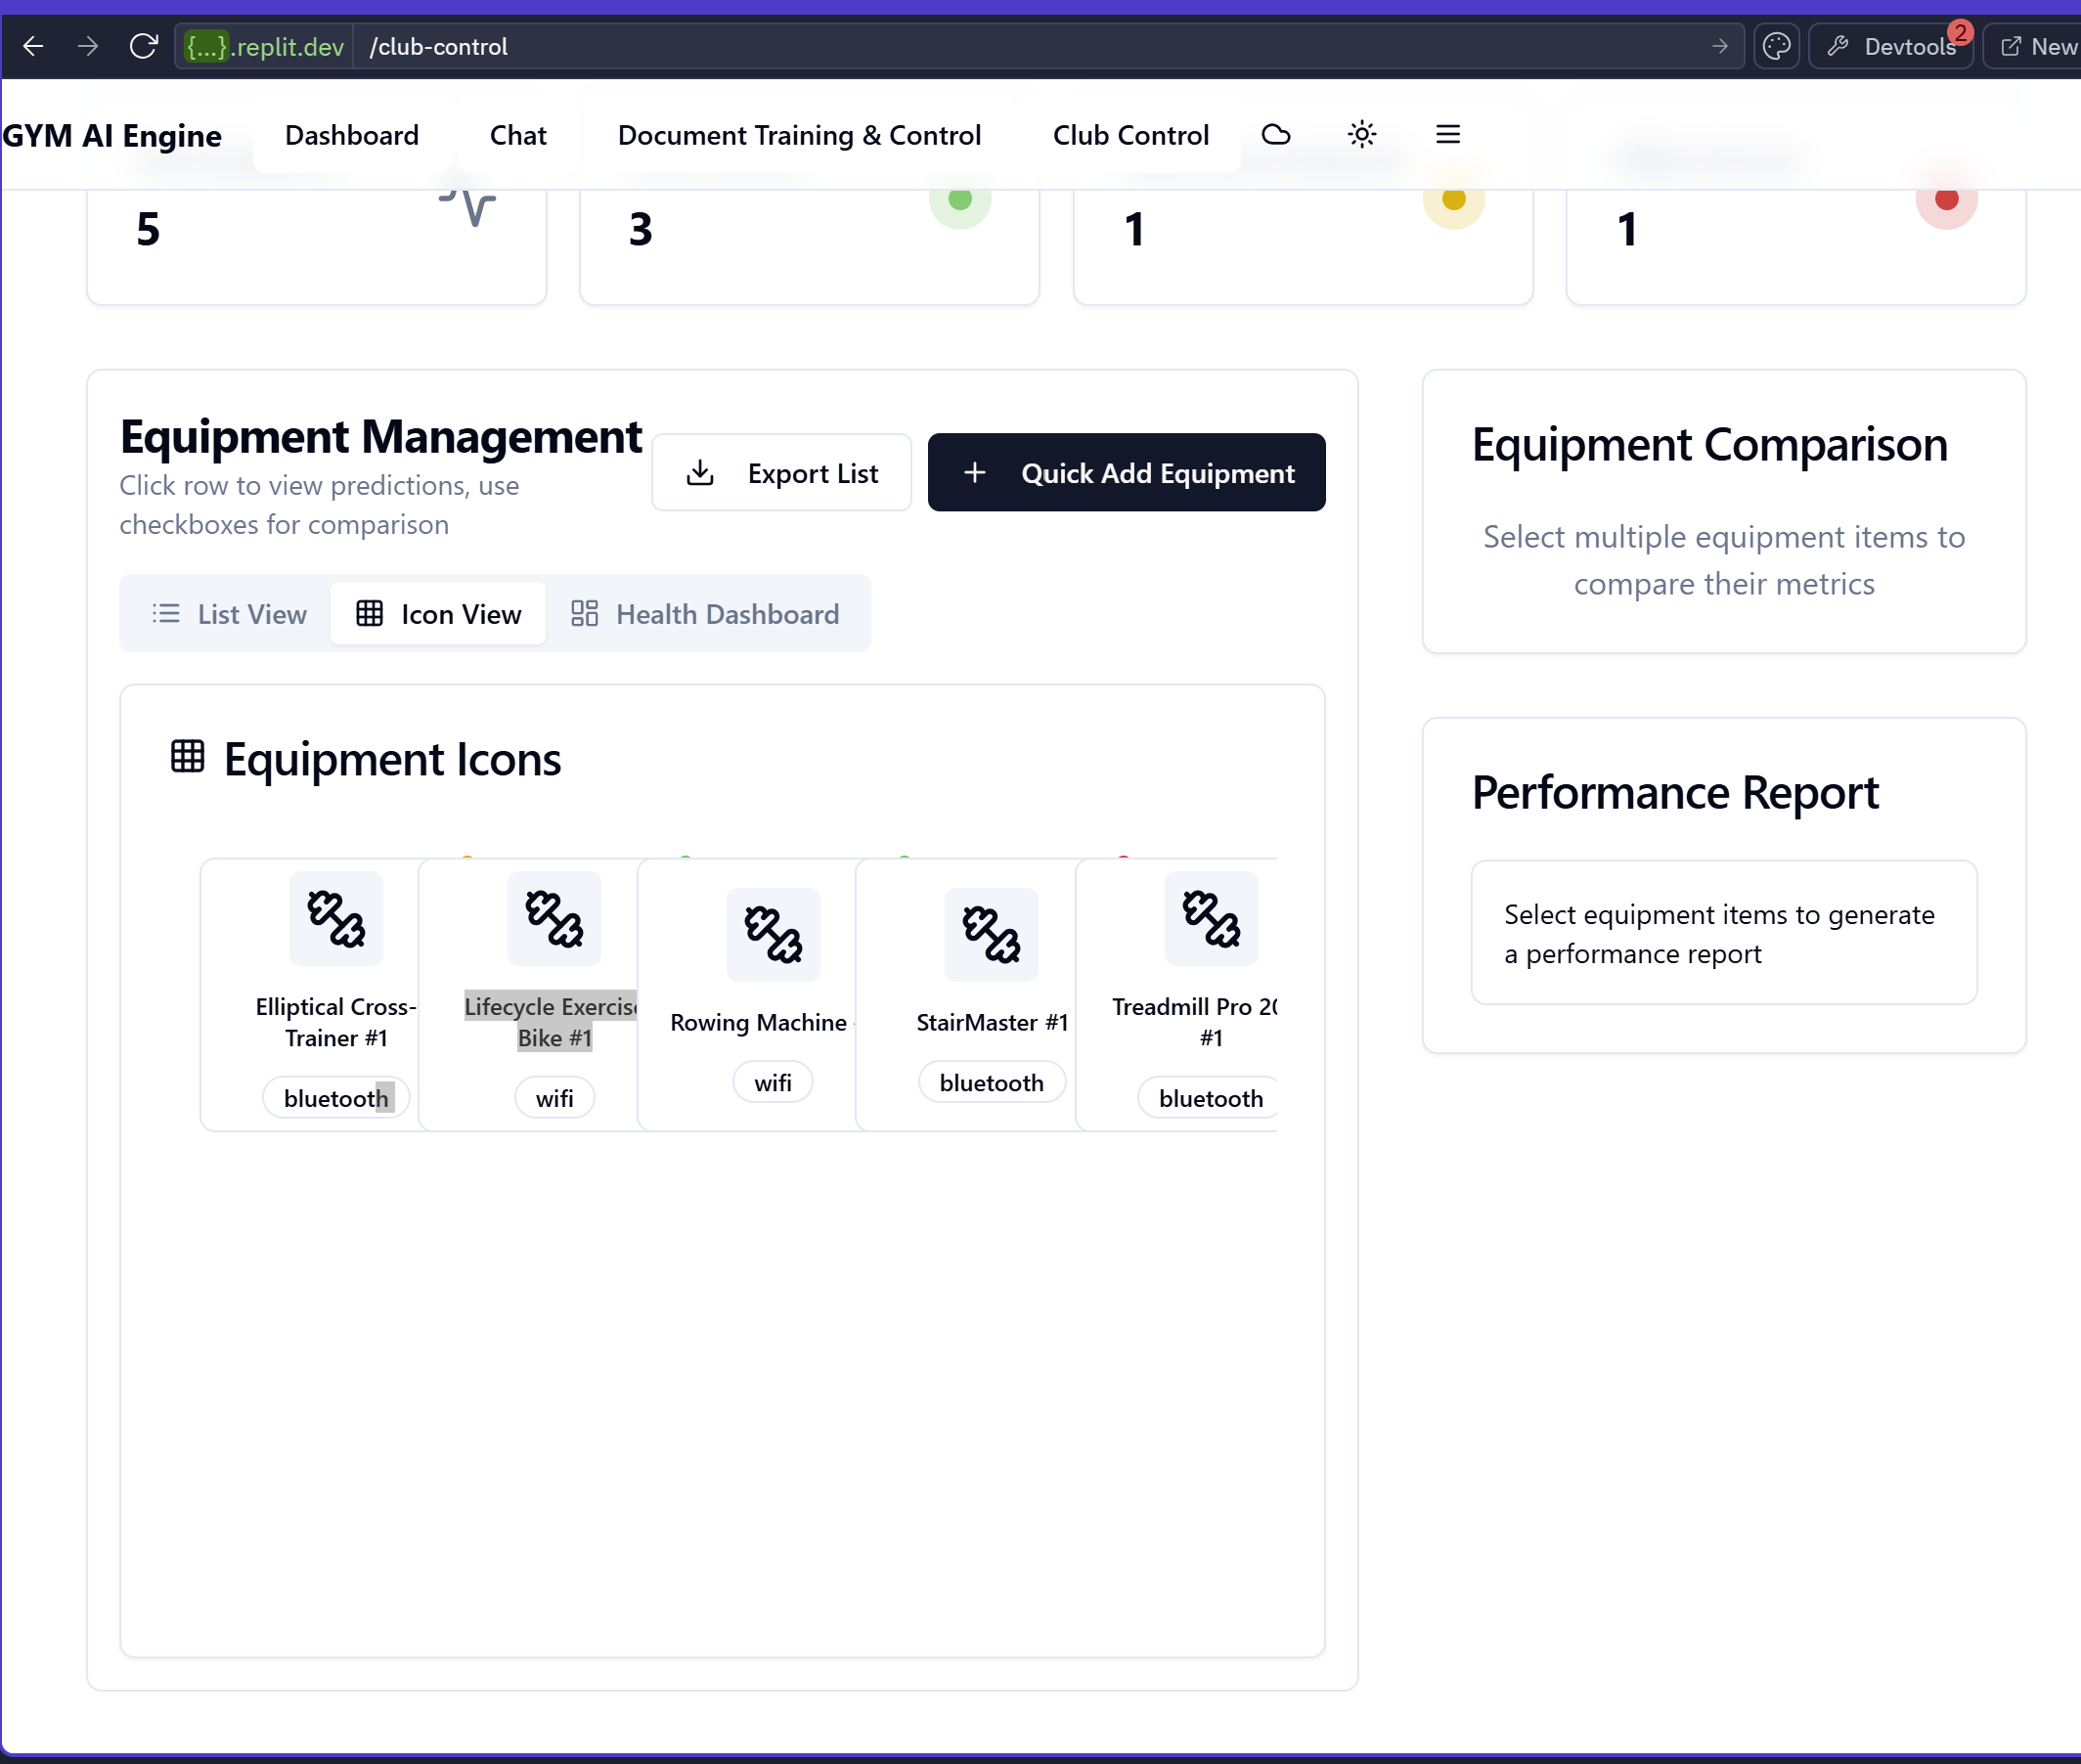 {...}.replit.dev /club-control Devtools 2 New
GYM AI Engine Dashboard Chat Document Training & Control Club Control
5 3 1 1
Equipment Management
Click row to view predictions, use
checkboxes for comparison
Export List
Quick Add Equipment
List View Icon View Health Dashboard
Equipment Icons
Elliptical Cross-
Trainer #1
bluetooth
Lifecycle Exercise
Bike #1
wifi
Rowing Machine
wifi
StairMaster #1
bluetooth
Treadmill Pro 20
#1
bluetooth
Equipment Comparison
Select multiple equipment items to
compare their metrics
Performance Report
Select equipment items to generate
a performance report